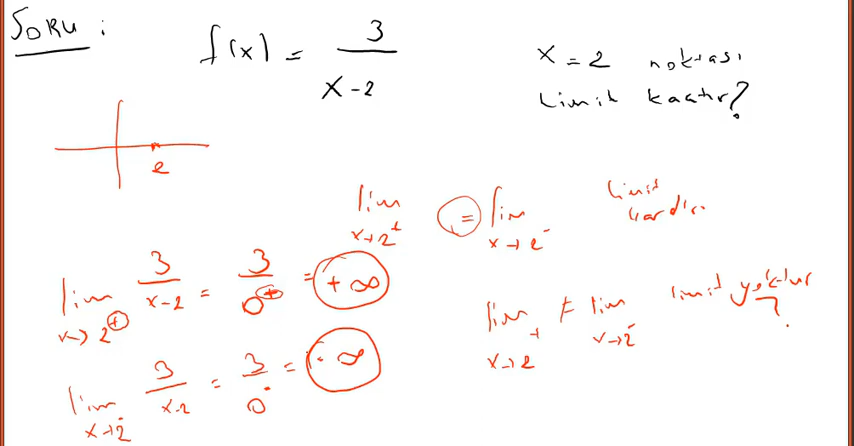 SORU :
f(x) = 3 / (x-2)
x = 2 noktası
Limit kaçtır?
2
lim x→2⁺ = lim x→2⁻ limit vardır
lim x→2⁺ 3/(x-2) = 3/0⁺ = +∞
lim x→2⁺ ≠ lim x→2⁻ limit yoktur
lim x→2⁻ 3/(x-2) = 3/0⁻ = -∞